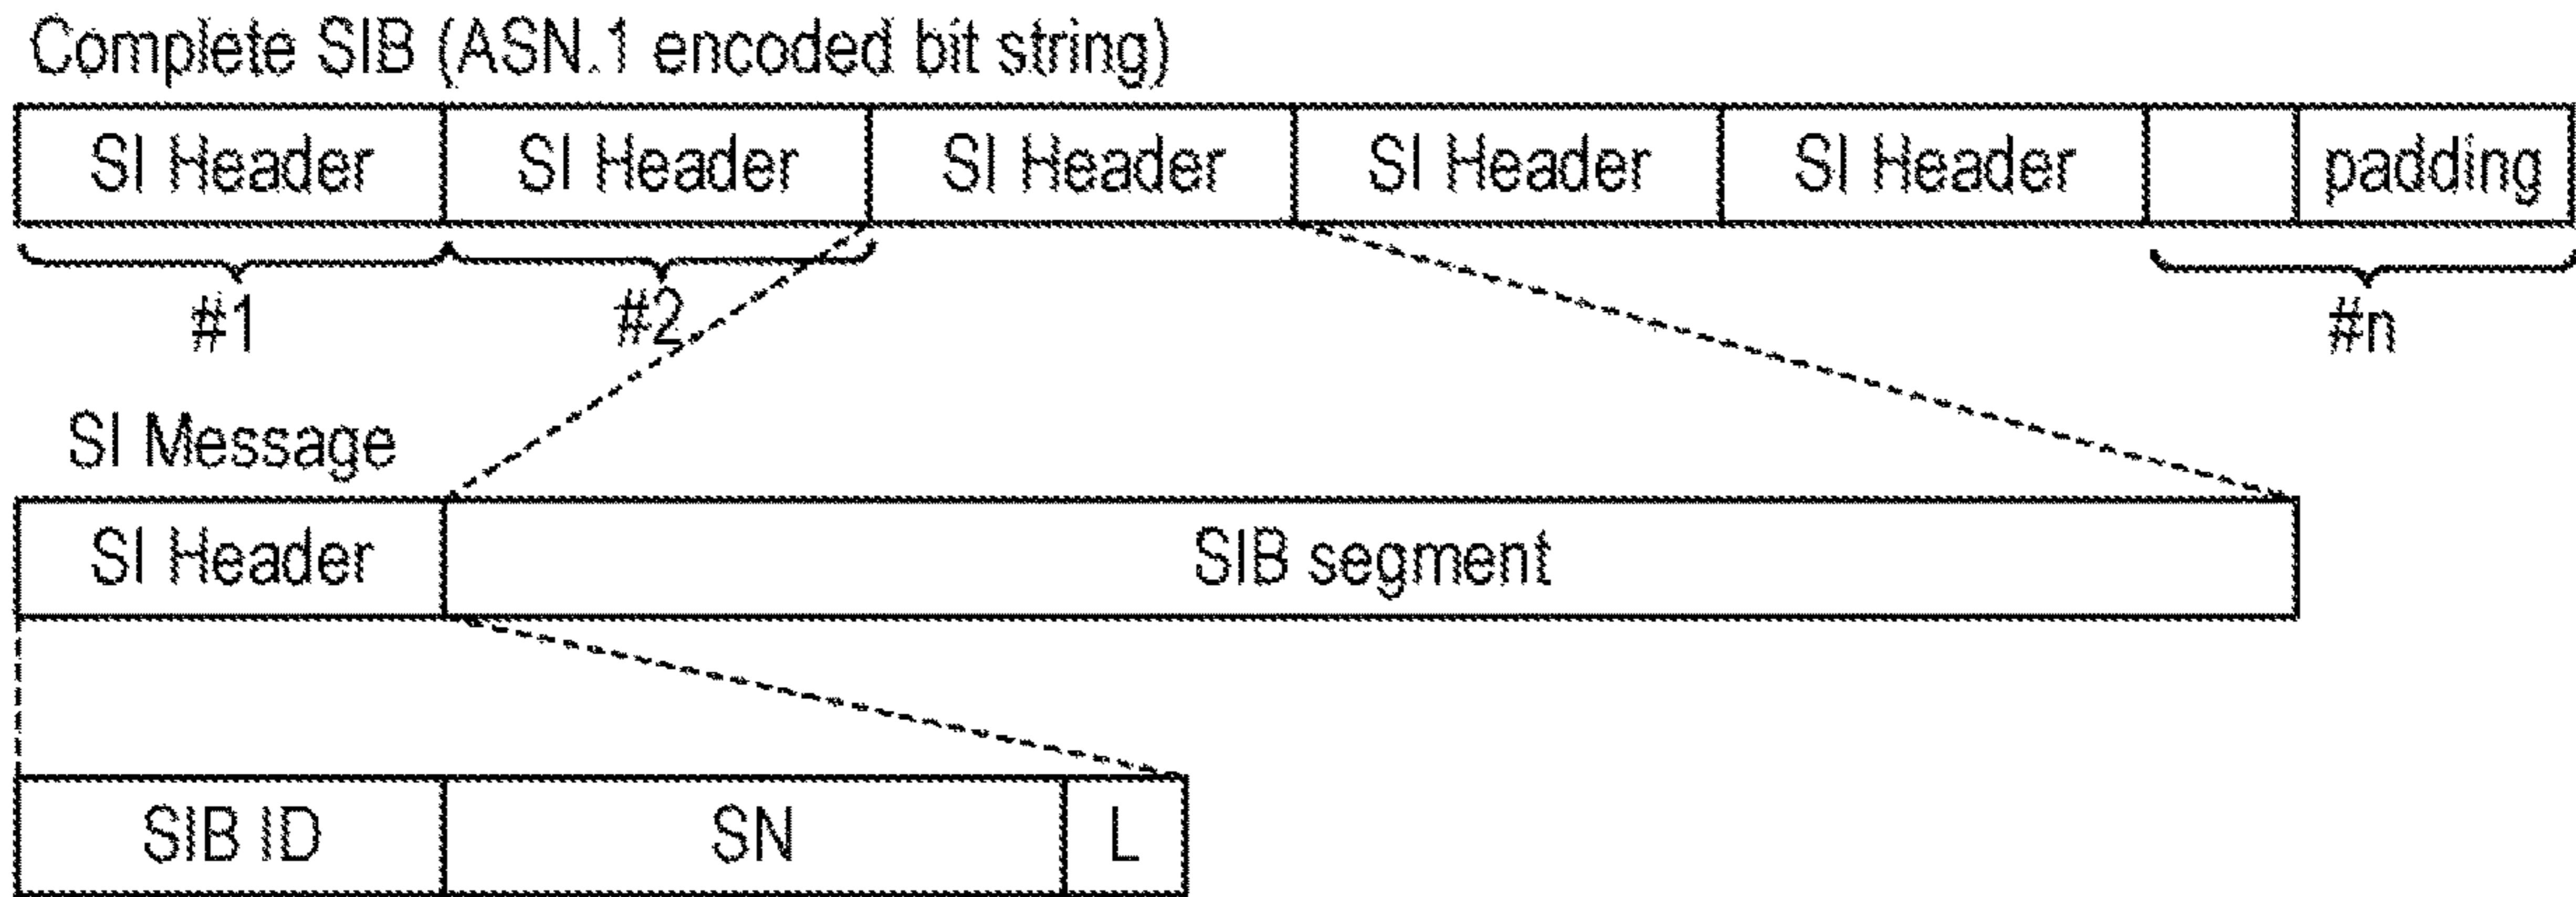 Complete SIB (ASN.1 encoded bit string)
SI Header SI Header SI Header SI Header SI Header padding
#1 #2 #n
SI Message
SI Header SIB segment
SIB ID SN L